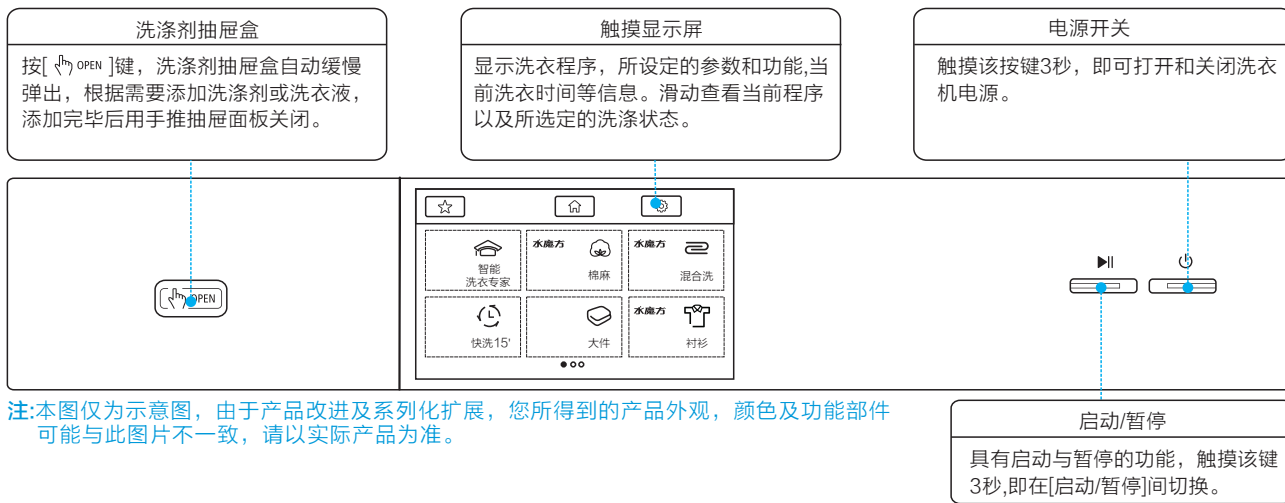 洗涤剂抽屉盒
按[ OPEN ]键，洗涤剂抽屉盒自动缓慢
弹出，根据需要添加洗涤剂或洗衣液，
添加完毕后用手推抽屉面板关闭。
触摸显示屏
显示洗衣程序，所设定的参数和功能,当
前洗衣时间等信息。滑动查看当前程序
以及所选定的洗涤状态。
电源开关
触摸该按键3秒，即可打开和关闭洗衣
机电源。
OPEN
智能
洗衣专家
水魔方
棉麻
水魔方
混合洗
快洗15'
大件
水魔方
衬衫
注:本图仅为示意图，由于产品改进及系列化扩展，您所得到的产品外观，颜色及功能部件
可能与此图片不一致，请以实际产品为准。
启动/暂停
具有启动与暂停的功能，触摸该键
3秒,即在[启动/暂停]间切换。